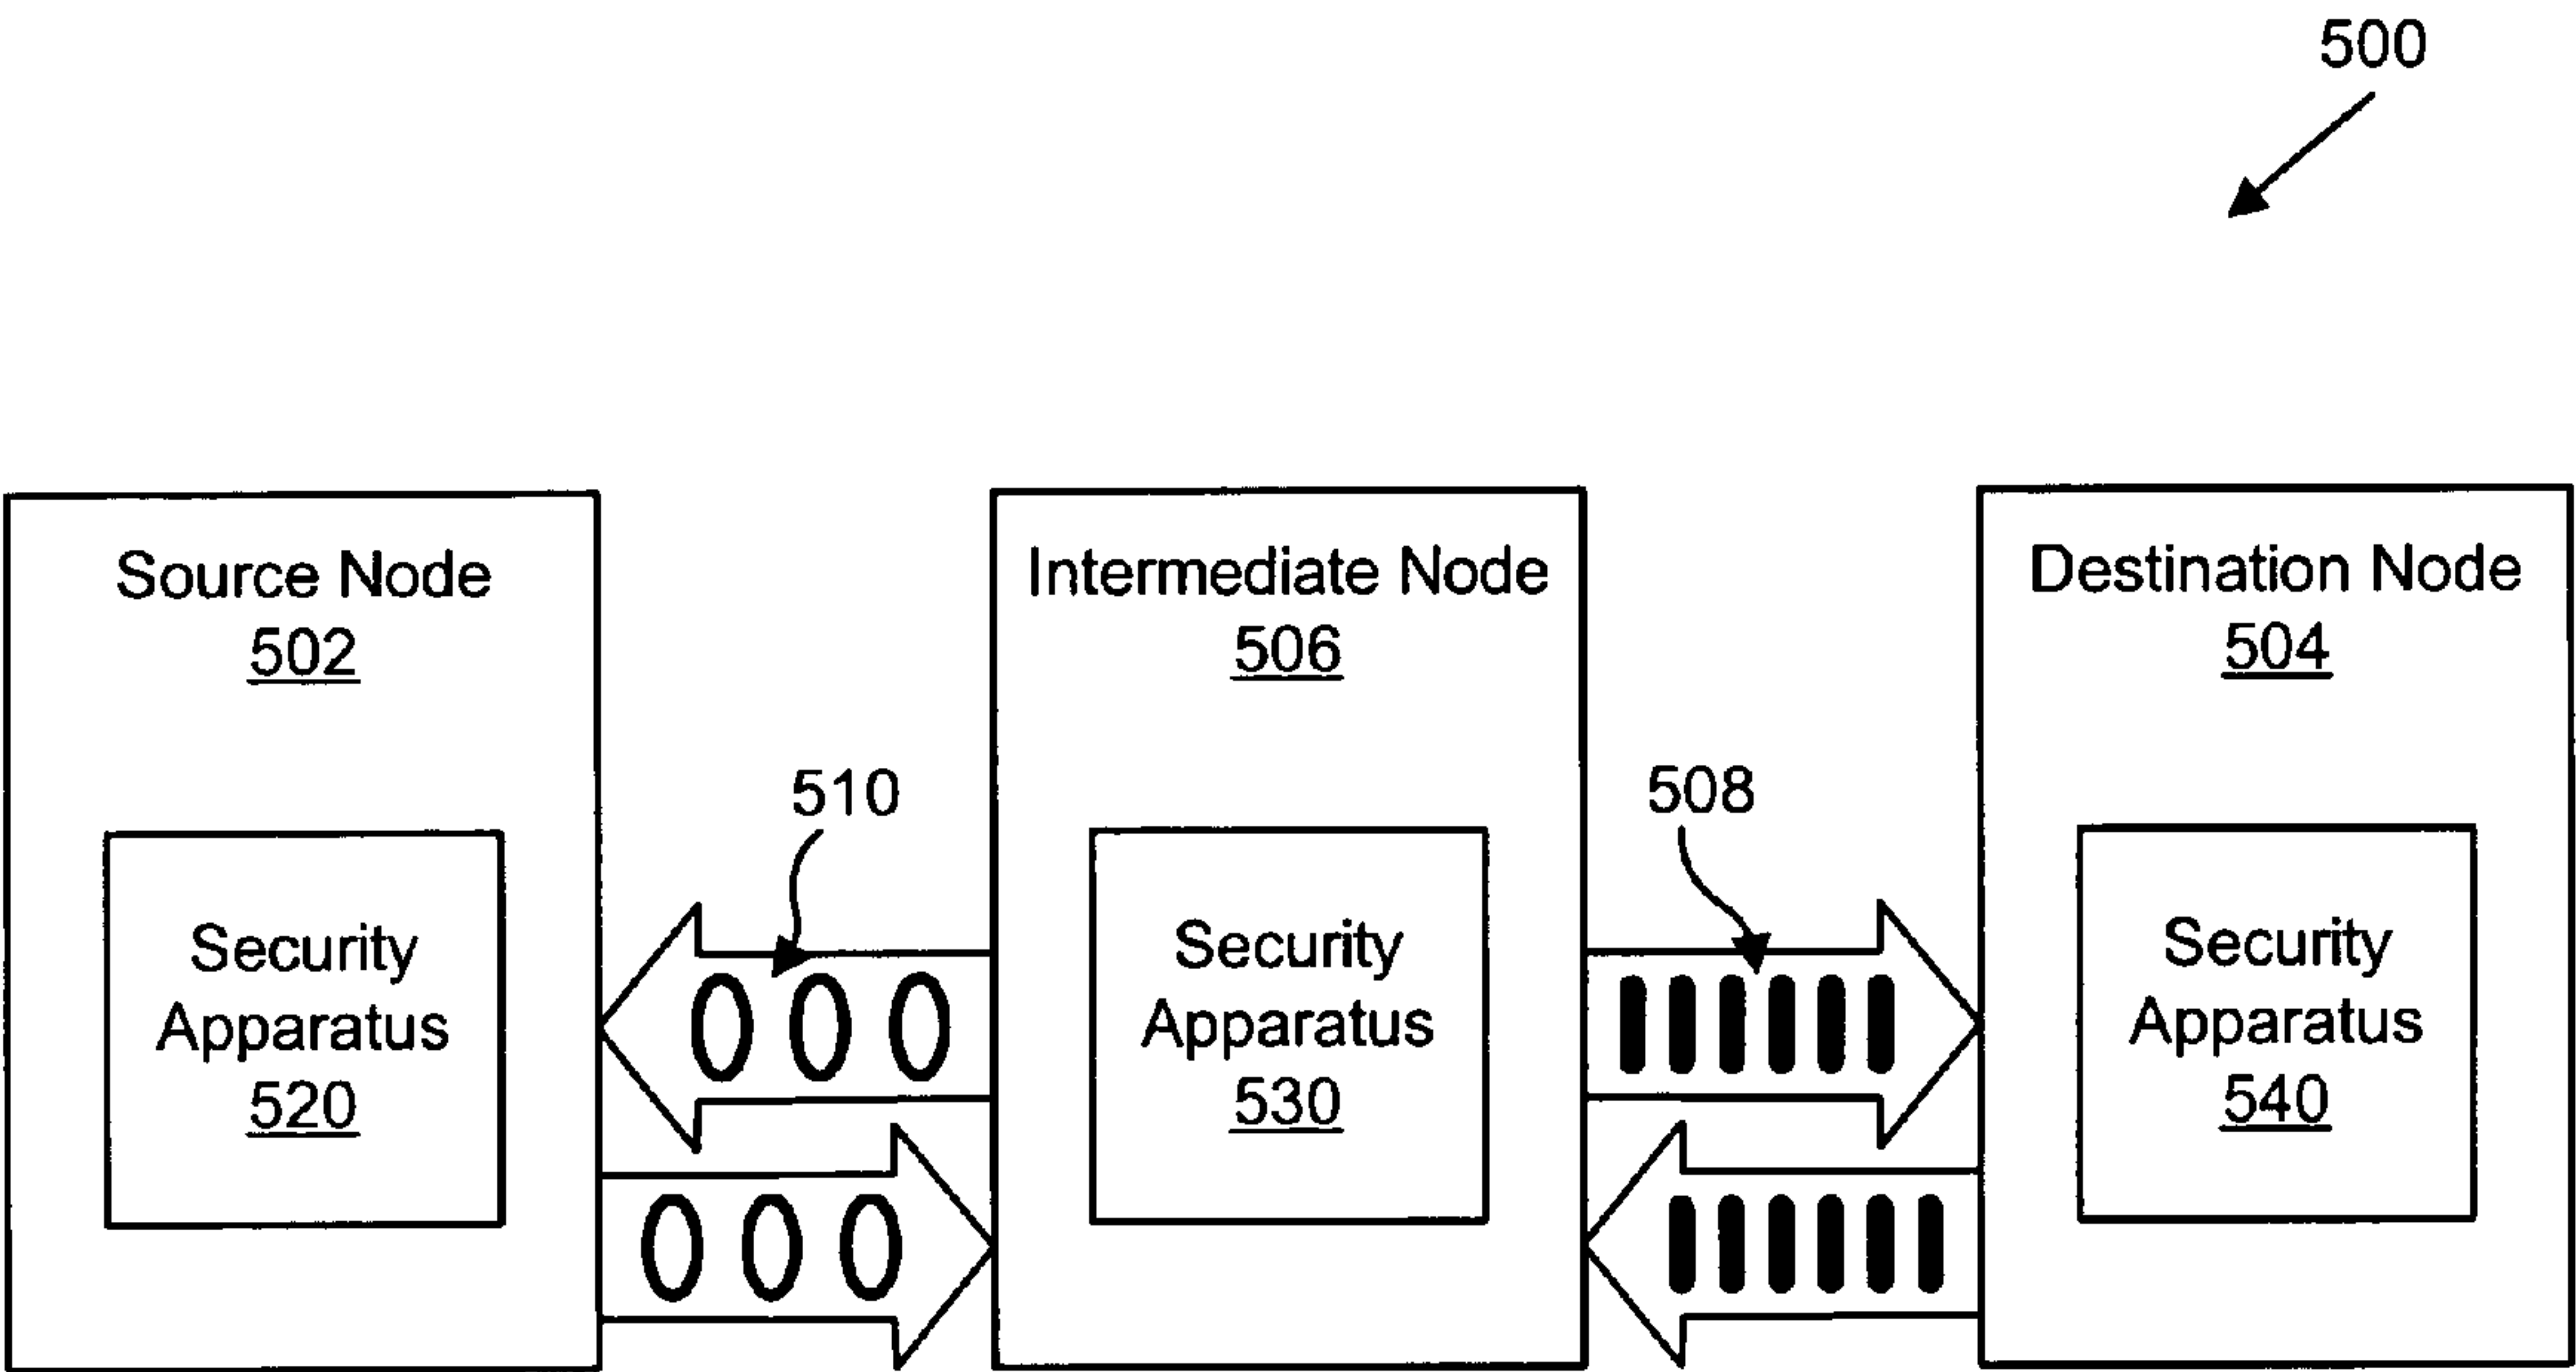 500
Source Node
502
Intermediate Node
506
Destination Node
504
510
508
Security
Apparatus
520
Security
Apparatus
530
Security
Apparatus
540